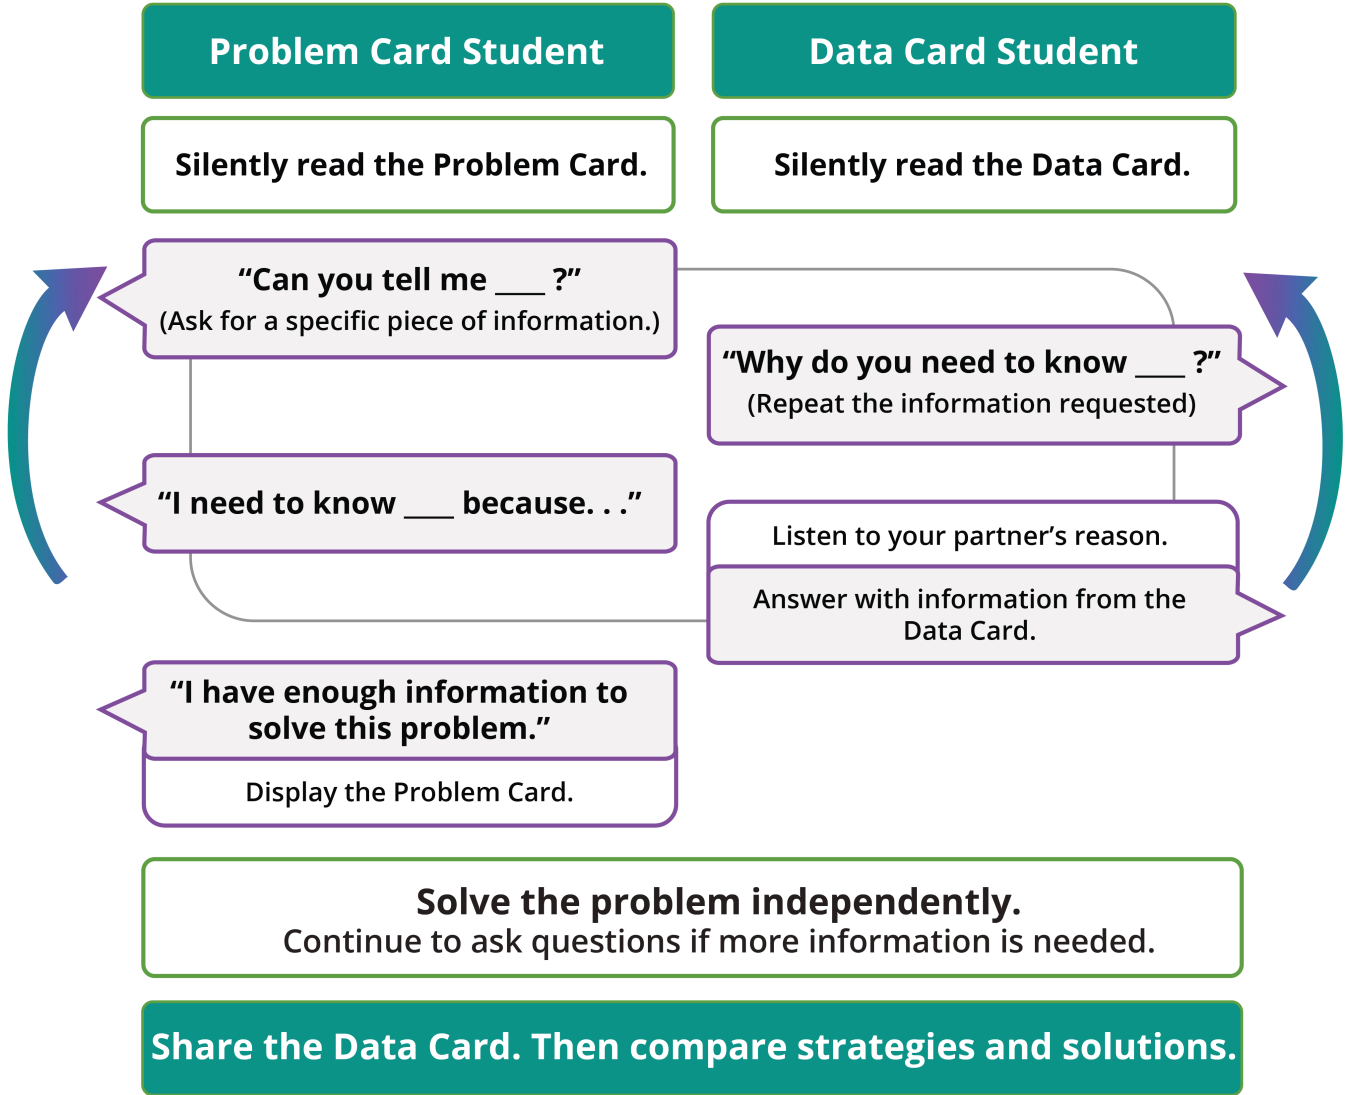 Problem Card Student
Data Card Student
Silently read the Problem Card.
Silently read the Data Card.
“Can you tell me ____ ?”
(Ask for a specific piece of information.)
“Why do you need to know ____ ?”
(Repeat the information requested)
“I need to know ____ because. . .”
Listen to your partner’s reason.
Answer with information from the
Data Card.
“I have enough information to
solve this problem.”
Display the Problem Card.
Solve the problem independently.
Continue to ask questions if more information is needed.
Share the Data Card. Then compare strategies and solutions.